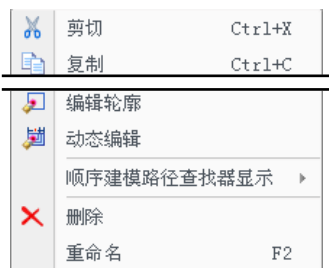 剪切 Ctrl+X
复制 Ctrl+C
编辑轮廓
动态编辑
顺序建模路径查找器显示
删除
重命名 F2